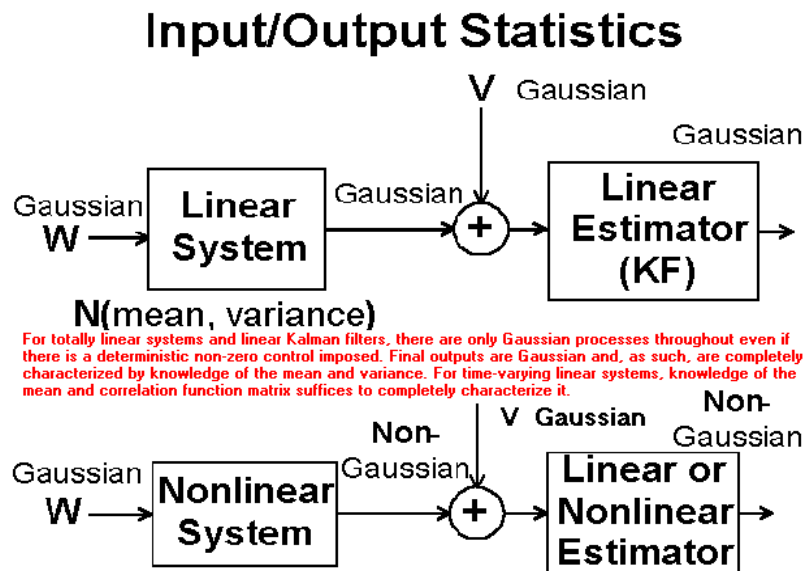 Input/Output Statistics
V Gaussian
Gaussian
Gaussian
W
Linear
System
Gaussian
+
Linear
Estimator
(KF)
N(mean, variance)
For totally linear systems and linear Kalman filters, there are only Gaussian processes throughout even if
there is a deterministic non-zero control imposed. Final outputs are Gaussian and, as such, are completely
characterized by knowledge of the mean and variance. For time-varying linear systems, knowledge of the
mean and correlation function matrix suffices to completely characterize it.
V Gaussian
Non-
Gaussian
Gaussian
W
Nonlinear
System
Non-
Gaussian
+
Linear or
Nonlinear
Estimator